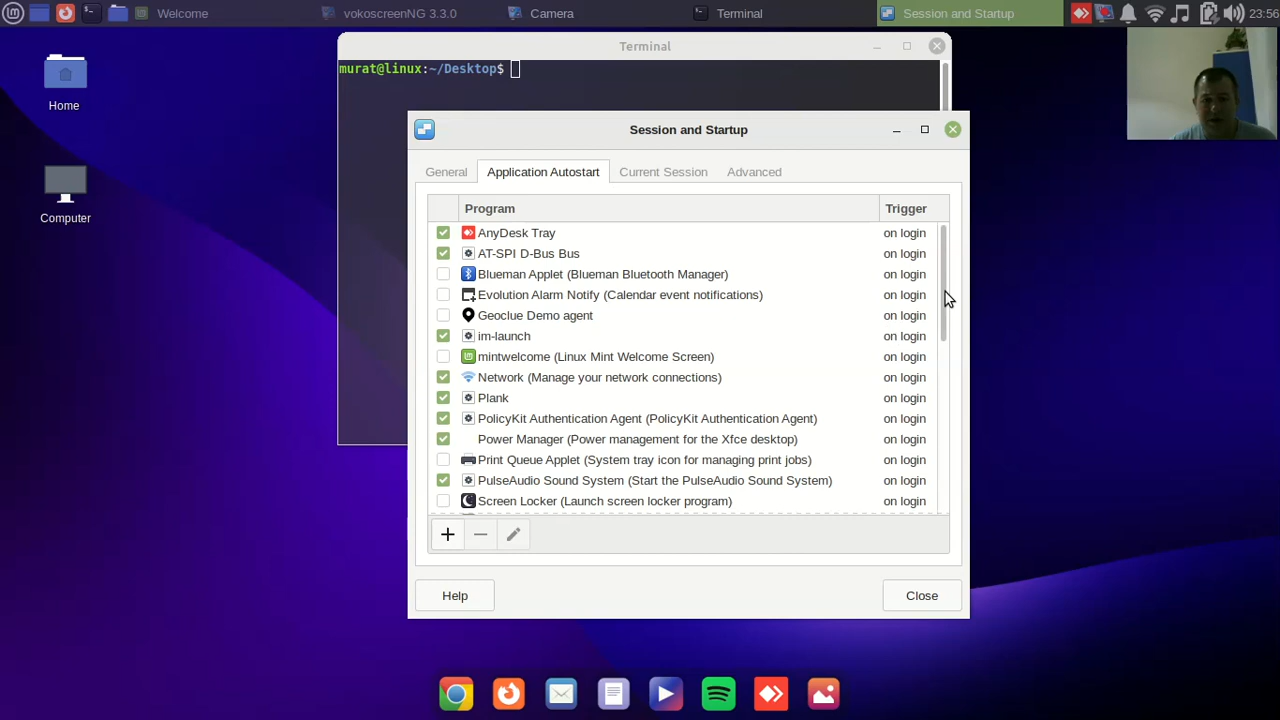 Welcome
vokoscreenNG 3.3.0
Camera
Terminal
Session and Startup
23:56
Home
Computer
Terminal
murat@linux:~/Desktop$
Session and Startup
General
Application Autostart
Current Session
Advanced
Program
Trigger
AnyDesk Tray on login
AT-SPI D-Bus Bus on login
Blueman Applet (Blueman Bluetooth Manager) on login
Evolution Alarm Notify (Calendar event notifications) on login
Geoclue Demo agent on login
im-launch on login
mintwelcome (Linux Mint Welcome Screen) on login
Network (Manage your network connections) on login
Plank on login
PolicyKit Authentication Agent (PolicyKit Authentication Agent) on login
Power Manager (Power management for the Xfce desktop) on login
Print Queue Applet (System tray icon for managing print jobs) on login
PulseAudio Sound System (Start the PulseAudio Sound System) on login
Screen Locker (Launch screen locker program) on login
Help
Close